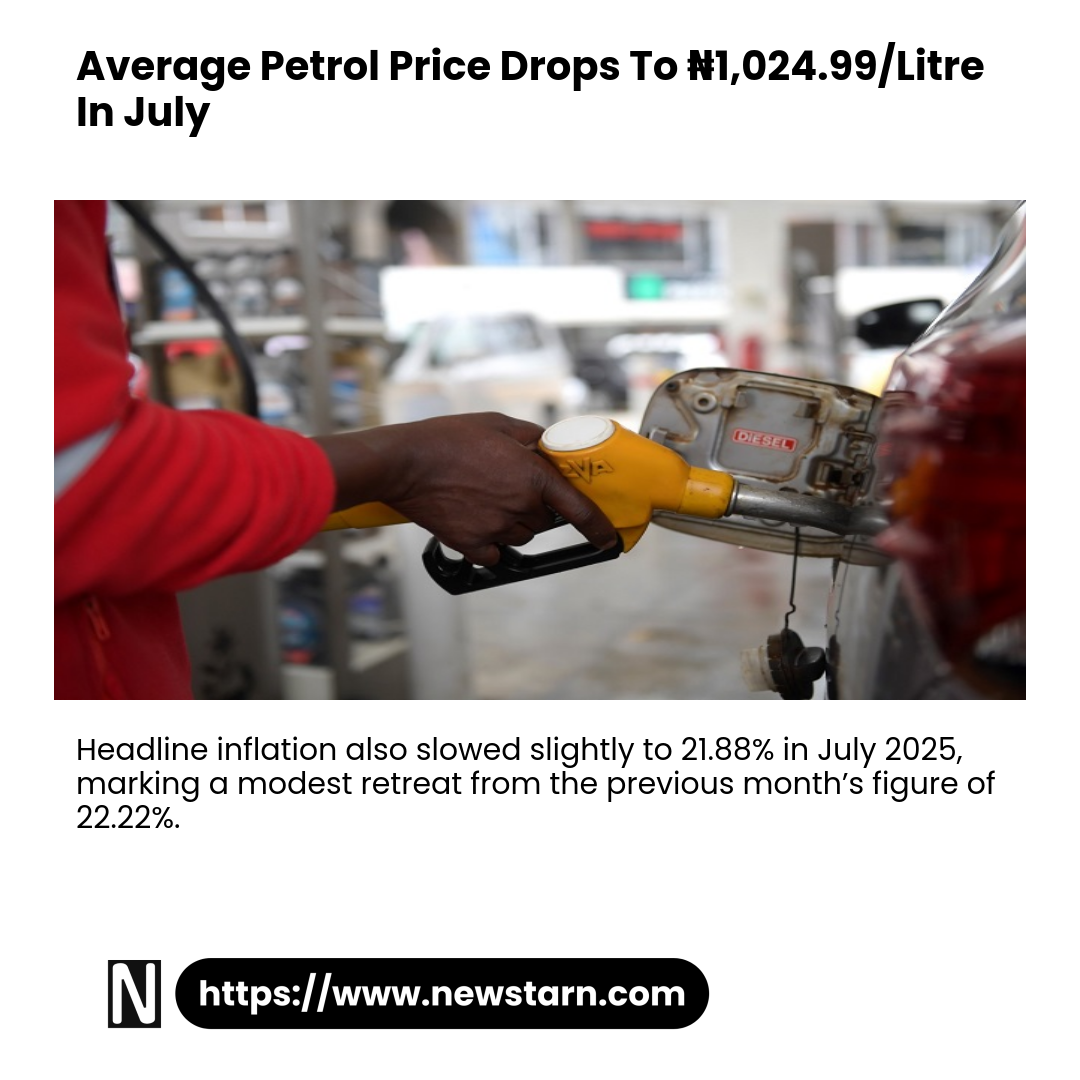 Average Petrol Price Drops To ₦1,024.99/Litre
In July
DIESEL
Headline inflation also slowed slightly to 21.88% in July 2025,
marking a modest retreat from the previous month’s figure of
22.22%.
N
https://www.newstarn.com